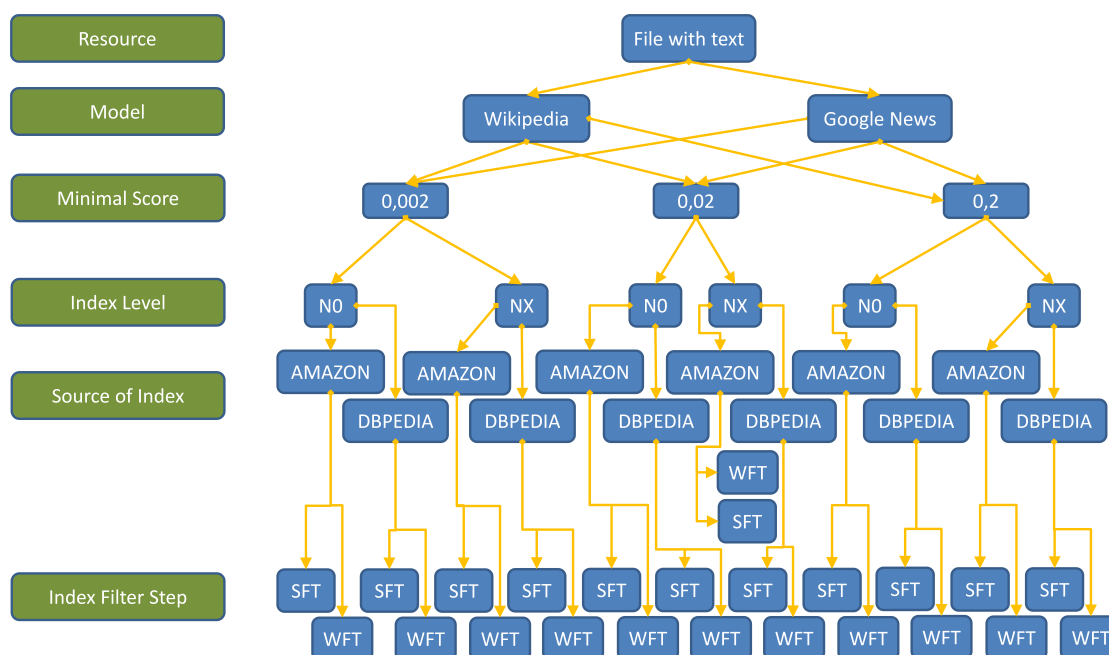 Resource
File with text
Model
Wikipedia
Google News
Minimal Score
0,002
0,02
0,2
Index Level
N0
NX
N0
NX
N0
NX
Source of Index
AMAZON
AMAZON
AMAZON
AMAZON
AMAZON
AMAZON
DBPEDIA
DBPEDIA
DBPEDIA
DBPEDIA
DBPEDIA
DBPEDIA
WFT
SFT
Index Filter Step
SFT
SFT
SFT
SFT
SFT
SFT
SFT
SFT
SFT
SFT
SFT
WFT
WFT
WFT
WFT
WFT
WFT
WFT
WFT
WFT
WFT
WFT